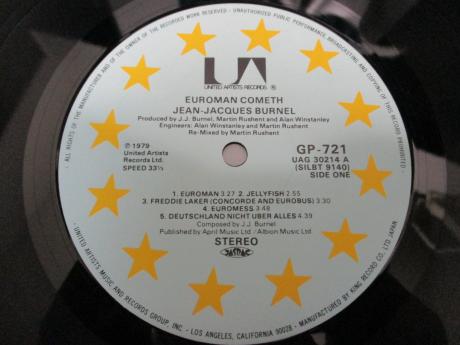 ALL RIGHTS OF THE MANUFACTURER AND OF THE OWNER OF THE RECORDED WORK RESERVED - UNAUTHORIZED PUBLIC PERFORMANCE, BROADCASTING AND COPYING OF THIS RECORD PROHIBITED
UA
UNITED ARTISTS RECORDS ®
EUROMAN COMETH
JEAN-JACQUES BURNEL
Produced by J.J. Burnel, Martin Rushent and Alan Winstanley
Engineers: Alan Winstanley and Martin Rushent
Re-Mixed by Martin Rushent
℗ 1979
United Artists
Records Ltd.
SPEED 33⅓
GP-721
UAG 30214 A
(SILBT 9140)
SIDE ONE
1. EUROMAN 3.27 2. JELLYFISH 2.55
3. FREDDIE LAKER (CONCORDE AND EUROBUS) 3.30
4. EUROMESS 3.48
5. DEUTSCHLAND NICHT UBER ALLES 4.39
Composed by J.J. Burnel
Published by April Music Ltd / Albion Music Ltd
STEREO
JASRAC
· UNITED ARTISTS MUSIC AND RECORDS GROUP INC. - LOS ANGELES, CALIFORNIA 90028 · MANUFACTURED BY KING RECORD CO. LTD. JAPAN ·